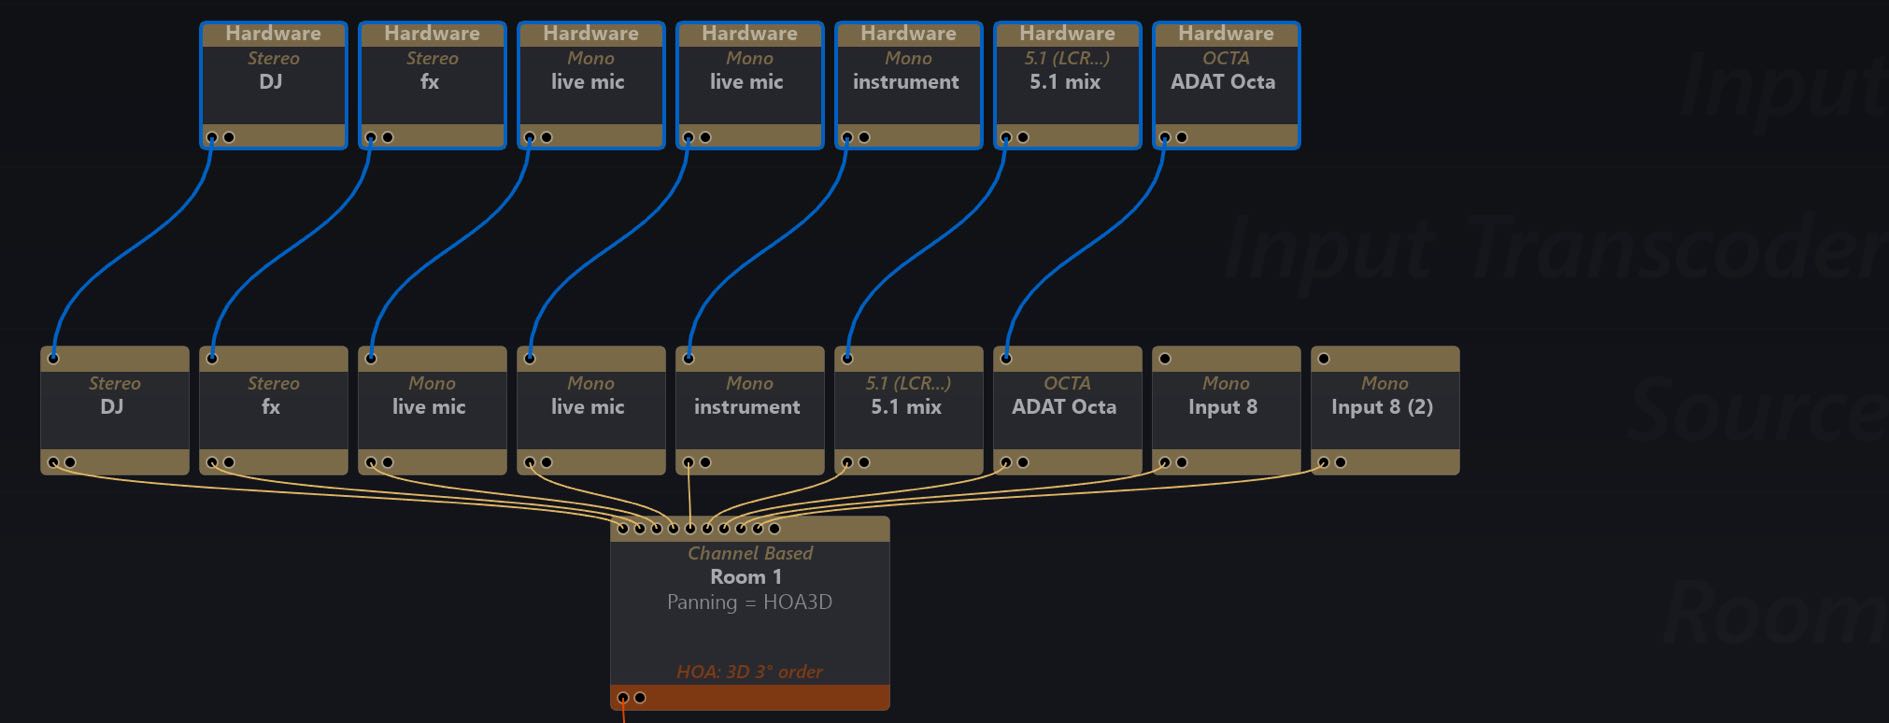 Hardware Hardware Hardware Hardware Hardware Hardware Hardware
Stereo Stereo Mono Mono Mono 5.1 (LCR...) OCTA
DJ fx live mic live mic instrument 5.1 mix ADAT Octa
Input
Input Transcoder
Stereo Stereo Mono Mono Mono 5.1 (LCR...) OCTA Mono Mono
DJ fx live mic live mic instrument 5.1 mix ADAT Octa Input 8 Input 8 (2)
Source
Channel Based
Room 1
Panning = HOA3D
Room
HOA: 3D 3° order